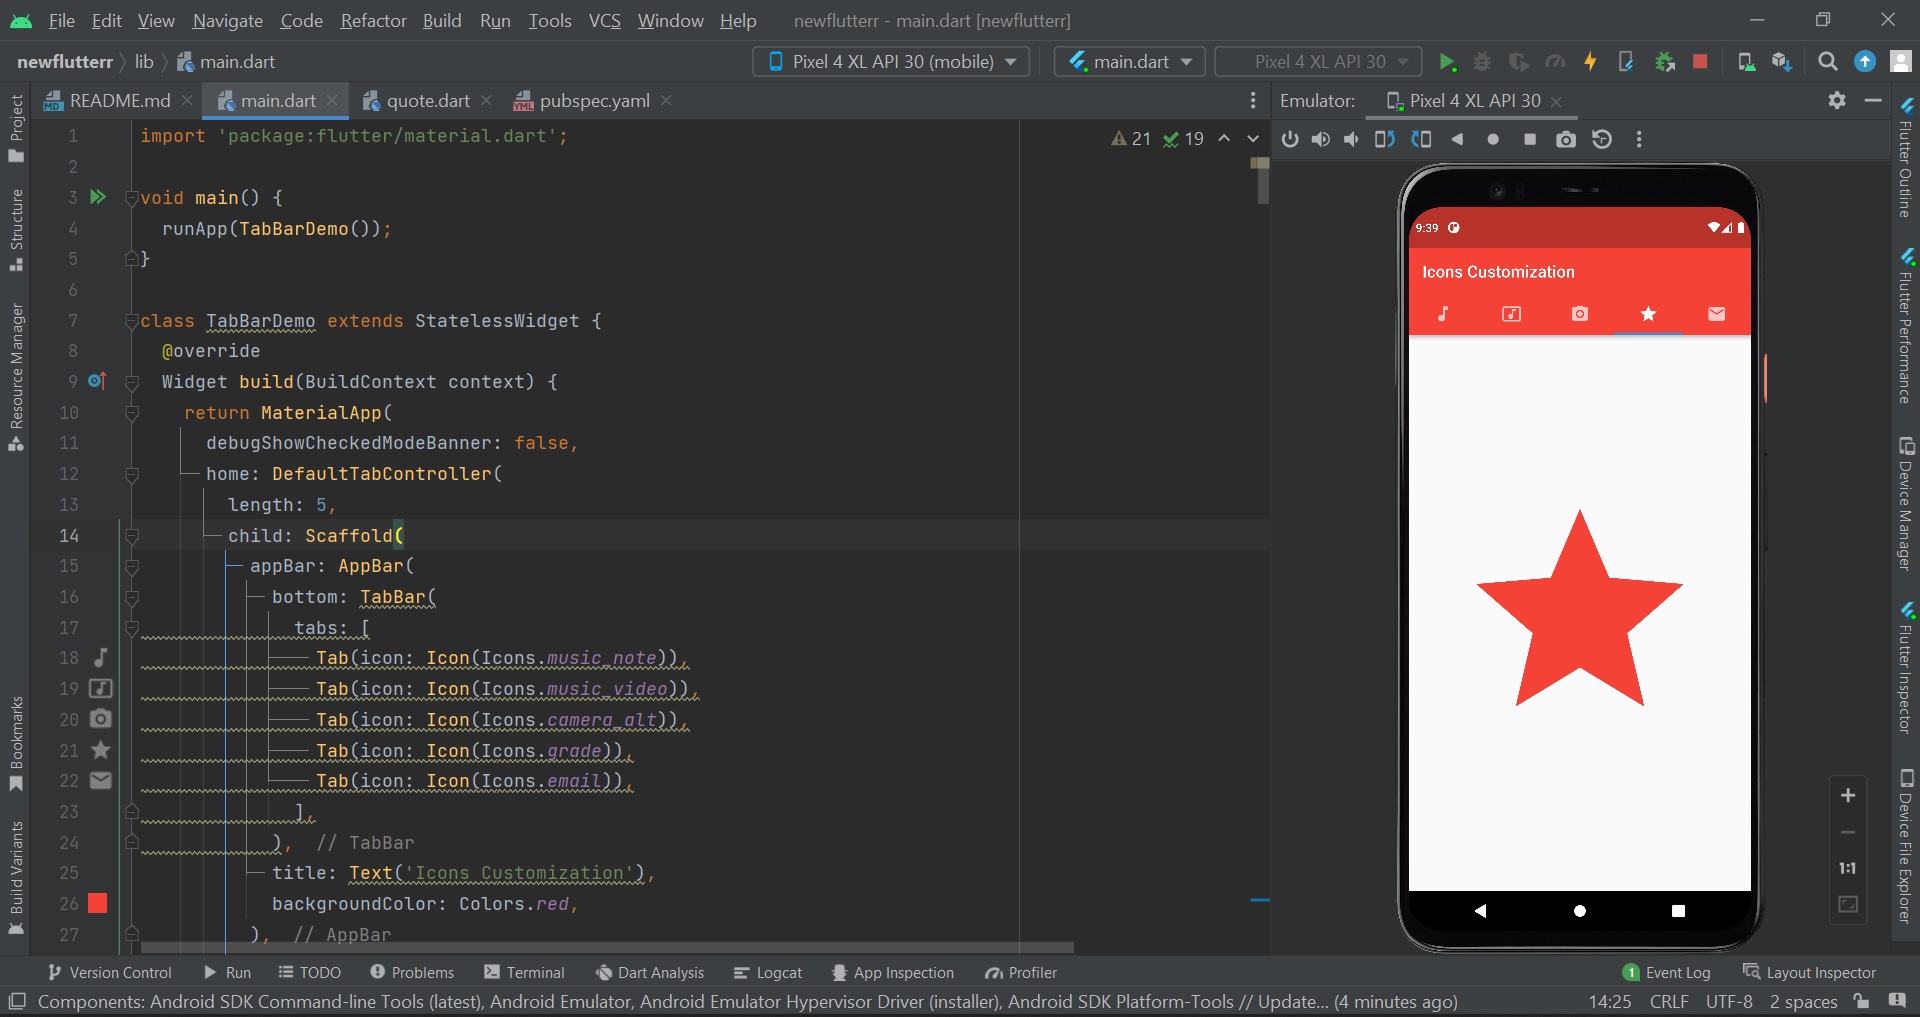 File Edit View Navigate Code Refactor Build Run Tools VCS Window Help newflutterr - main.dart [newflutterr]
newflutterr lib main.dart Pixel 4 XL API 30 (mobile) main.dart Pixel 4 XL API 30
README.md main.dart quote.dart pubspec.yaml Emulator: Pixel 4 XL API 30
21 19
1 import 'package:flutter/material.dart';
2
3 void main() {
4 runApp(TabBarDemo());
5 }
6
7 class TabBarDemo extends StatelessWidget {
8 @override
9 Widget build(BuildContext context) {
10 return MaterialApp(
11 debugShowCheckedModeBanner: false,
12 home: DefaultTabController(
13 length: 5,
14 child: Scaffold(
15 appBar: AppBar(
16 bottom: TabBar(
17 tabs: [
18 Tab(icon: Icon(Icons.music_note)),
19 Tab(icon: Icon(Icons.music_video)),
20 Tab(icon: Icon(Icons.camera_alt)),
21 Tab(icon: Icon(Icons.grade)),
22 Tab(icon: Icon(Icons.email)),
23 ],
24 ), // TabBar
25 title: Text('Icons Customization'),
26 backgroundColor: Colors.red,
27 ), // AppBar
Project
Structure
Resource Manager
Bookmarks
Build Variants
9:39
Icons Customization
1:1
Flutter Outline
Flutter Performance
Device Manager
Flutter Inspector
Device File Explorer
Version Control Run TODO Problems Terminal Dart Analysis Logcat App Inspection Profiler 1 Event Log Layout Inspector
Components: Android SDK Command-line Tools (latest), Android Emulator, Android Emulator Hypervisor Driver (installer), Android SDK Platform-Tools // Update... (4 minutes ago) 14:25 CRLF UTF-8 2 spaces